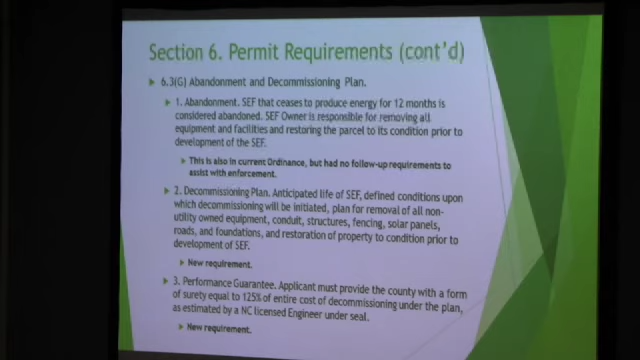 Section 6. Permit Requirements (cont'd)
6.3(G) Abandonment and Decommissioning Plan.
1. Abandonment. SEF that ceases to produce energy for 12 months is
considered abandoned. SEF Owner is responsible for removing all
equipment and facilities and restoring the parcel to its condition prior to
development of the SEF.
This is also in current Ordinance, but had no follow-up requirements to
assist with enforcement.
2. Decommissioning Plan. Anticipated life of SEF, defined conditions upon
which decommissioning will be initiated, plan for removal of all non-
utility owned equipment, conduit, structures, fencing, solar panels,
roads, and foundations, and restoration of property to condition prior to
development of SEF.
New requirement.
3. Performance Guarantee. Applicant must provide the county with a form
of surety equal to 125% of entire cost of decommissioning under the plan,
as estimated by a NC licensed Engineer under seal.
New requirement.